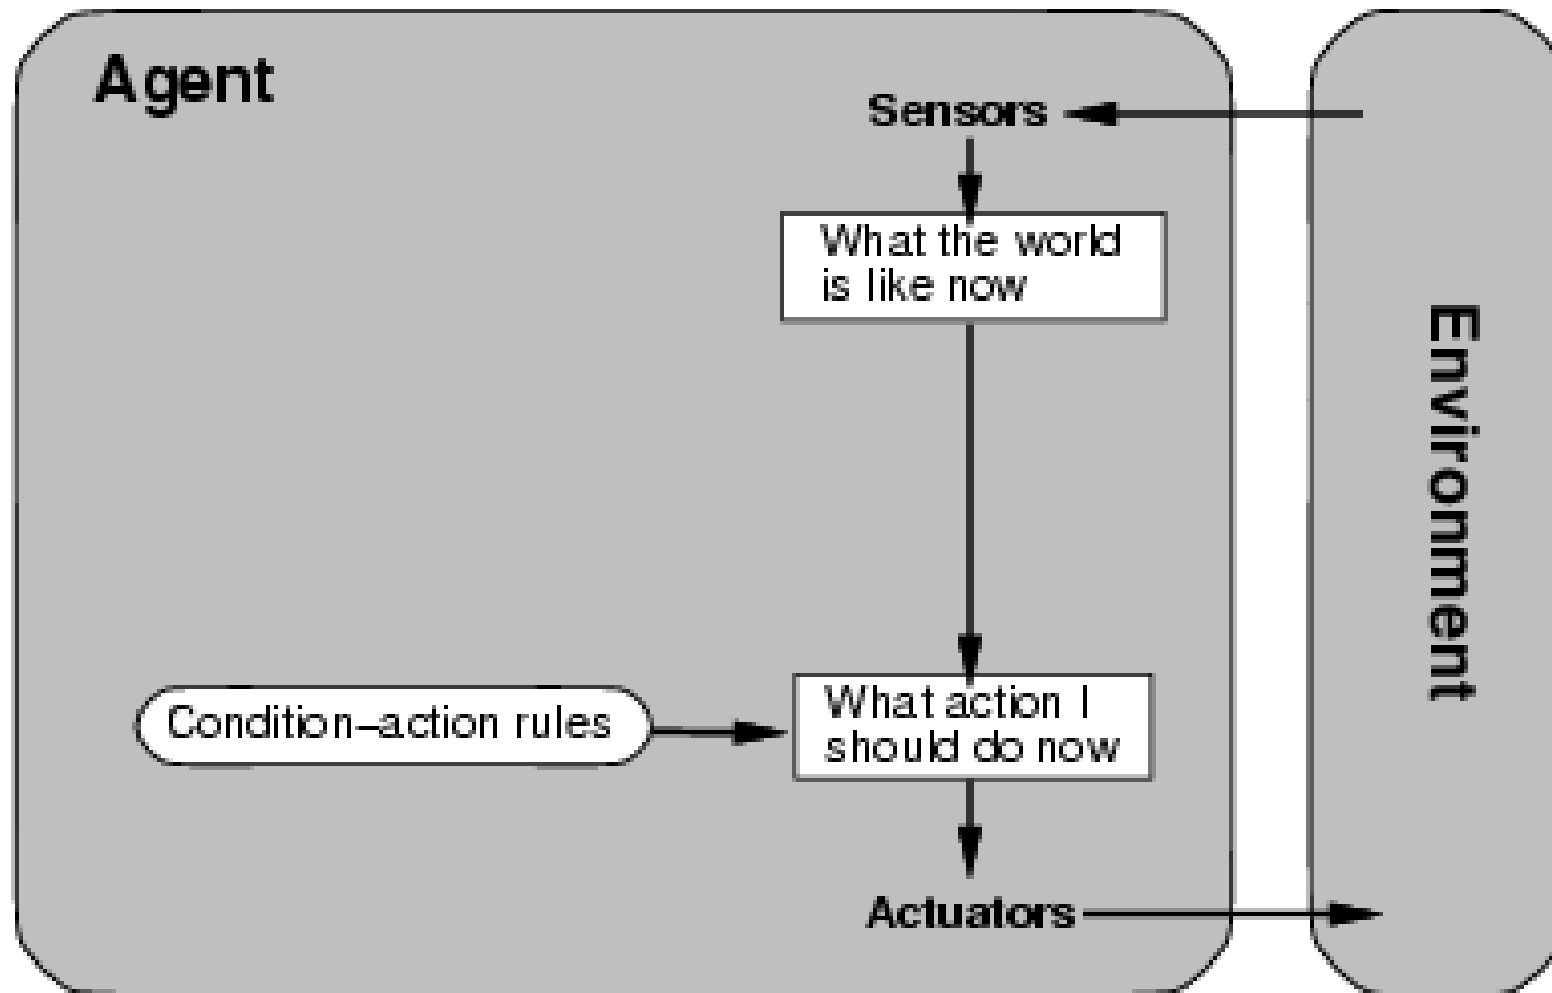 Agent
Sensors
What the world
is like now
Environment
Condition–action rules
What action I
should do now
Actuators